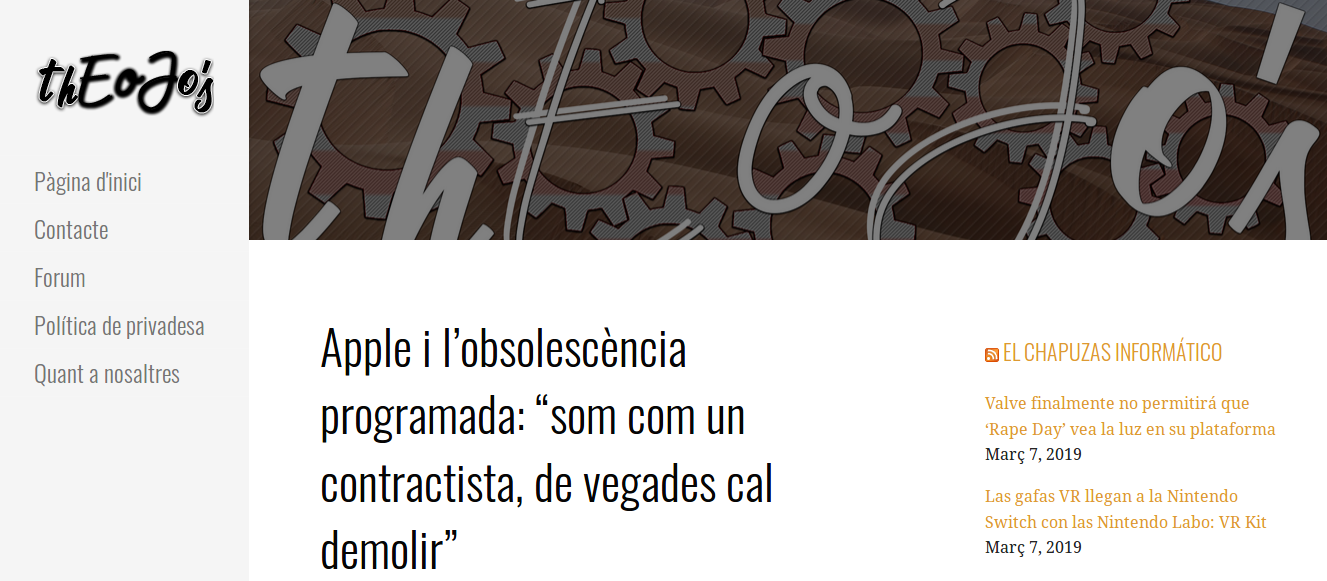 thEoJo's
Pàgina d'inici
Contacte
Forum
Política de privadesa
Quant a nosaltres
thEoJo's
Apple i l’obsolescència
programada: “som com un
contractista, de vegades cal
demolir”
EL CHAPUZAS INFORMÁTICO
Valve finalmente no permitirá que
‘Rape Day’ vea la luz en su plataforma
Març 7, 2019
Las gafas VR llegan a la Nintendo
Switch con las Nintendo Labo: VR Kit
Març 7, 2019